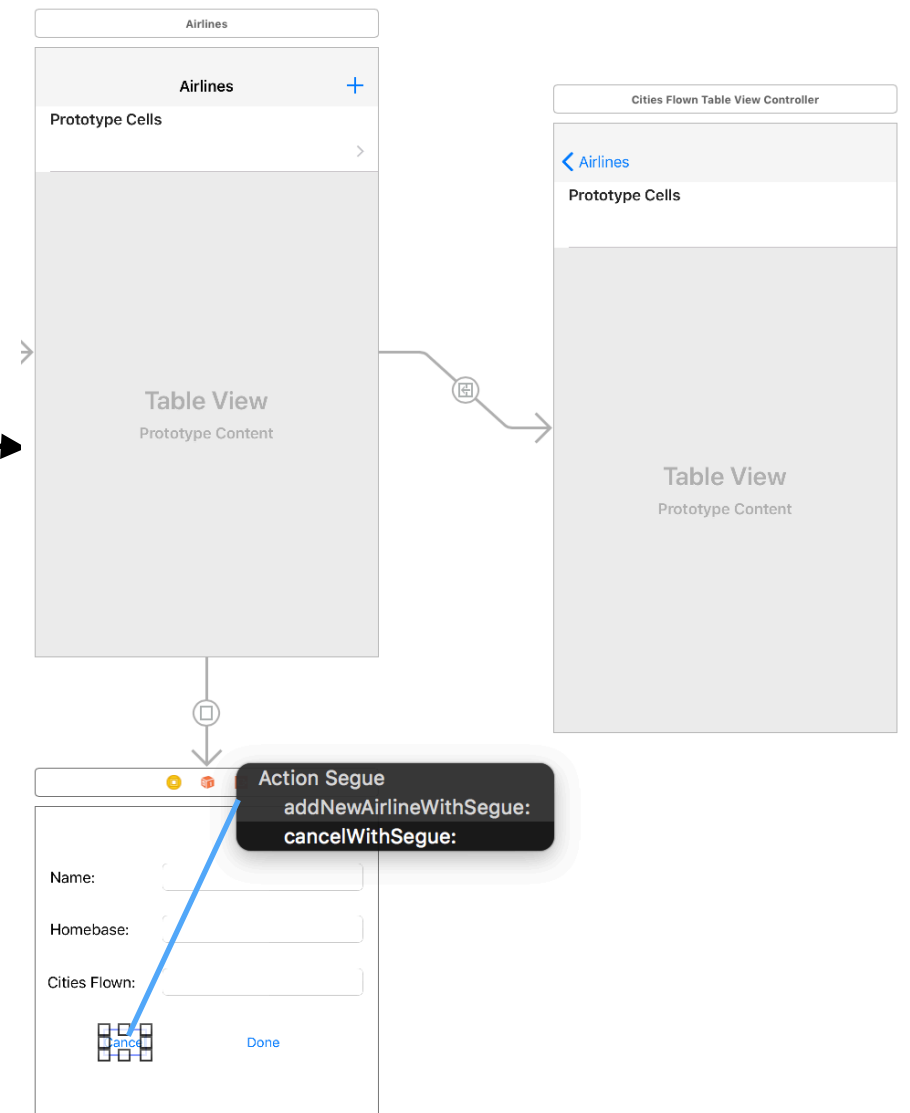 Airlines
Airlines
Prototype Cells
Table View
Prototype Content
Cities Flown Table View Controller
Airlines
Prototype Cells
Table View
Prototype Content
Action Segue
addNewAirlineWithSegue:
cancelWithSegue:
Name:
Homebase:
Cities Flown:
Cancel
Done